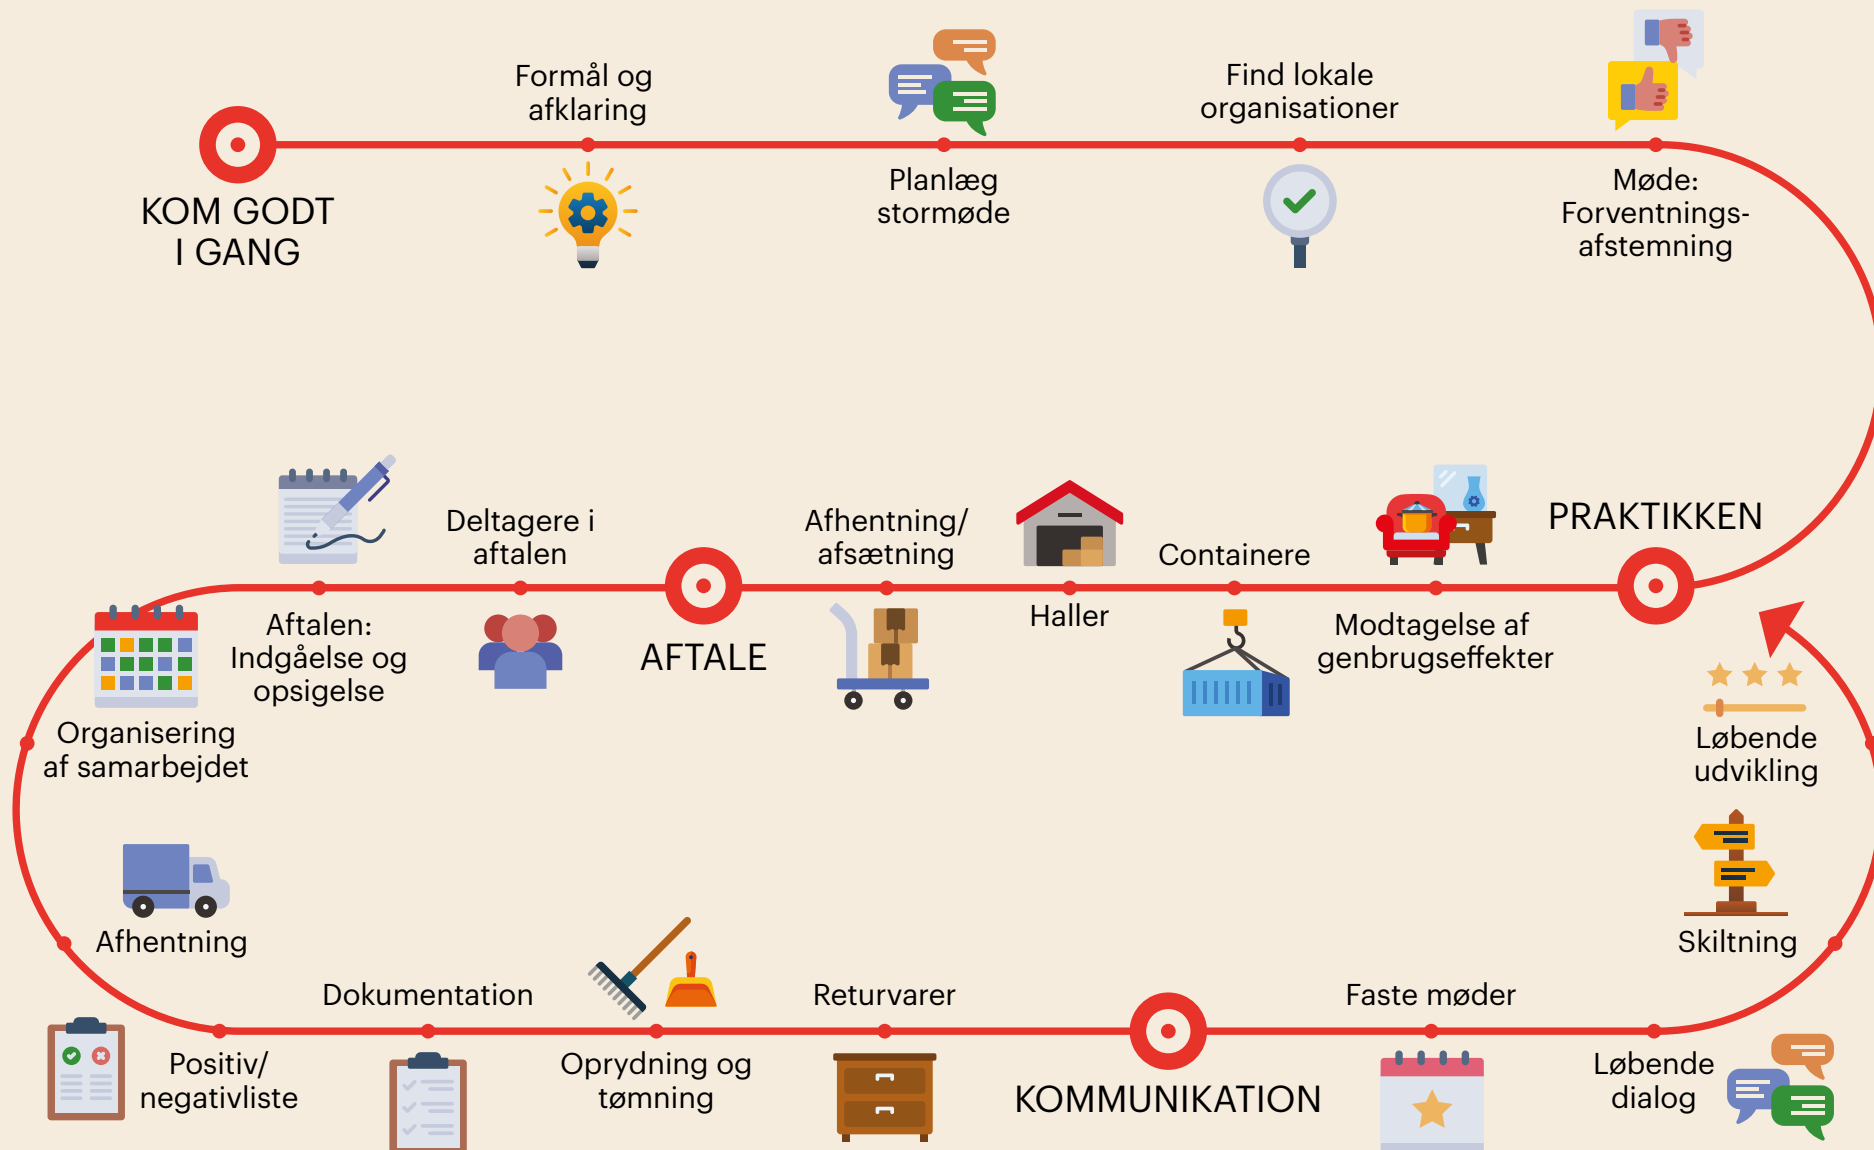 KOM GODT
I GANG
Formål og
afklaring
Planlæg
stormøde
Find lokale
organisationer
Møde:
Forventnings-
afstemning
PRAKTIKKEN
Modtagelse af
genbrugseffekter
Containere
Haller
Afhentning/
afsætning
AFTALE
Deltagere i
aftalen
Aftalen:
Indgåelse og
opsigelse
Organisering
af samarbejdet
Afhentning
Positiv/
negativliste
Dokumentation
Oprydning og
tømning
Returvarer
KOMMUNIKATION
Faste møder
Løbende
dialog
Skiltning
Løbende
udvikling